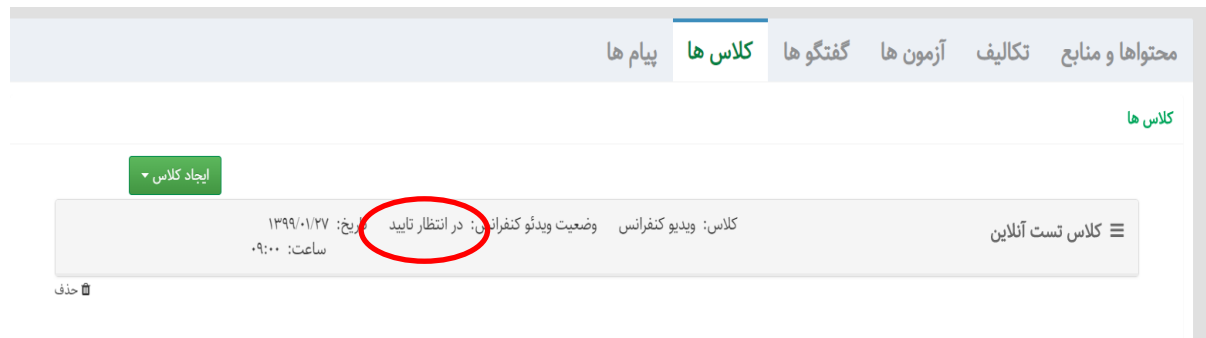 محتواها و منابع تکالیف آزمون ها گفتگو ها کلاس ها پیام ها
کلاس ها
ایجاد کلاس
کلاس تست آنلاین کلاس: ویدیو کنفرانس وضعیت ویدئو کنفرانس: در انتظار تایید تاریخ: ۱۳۹۹/۰۱/۲۷
ساعت: ۰۹:۰۰
حذف